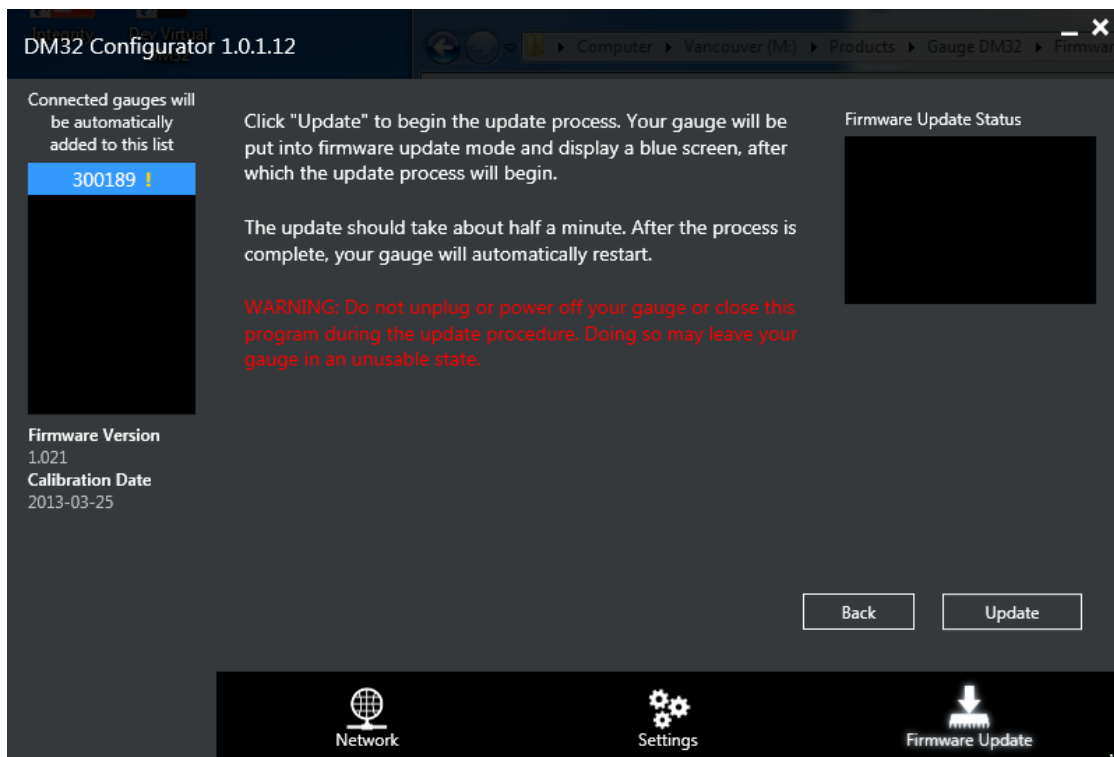 Integrity Dev Virtual
DM32
DM32 Configurator 1.0.1.12
Computer Vancouver (M:) Products Gauge DM32
Connected gauges will
be automatically
added to this list
300189 !
Firmware Version
1.021
Calibration Date
2013-03-25
Click "Update" to begin the update process. Your gauge will be
put into firmware update mode and display a blue screen, after
which the update process will begin.
The update should take about half a minute. After the process is
complete, your gauge will automatically restart.
WARNING: Do not unplug or power off your gauge or close this
program during the update procedure. Doing so may leave your
gauge in an unusable state.
Firmware Update Status
Back Update
Network Settings Firmware Update